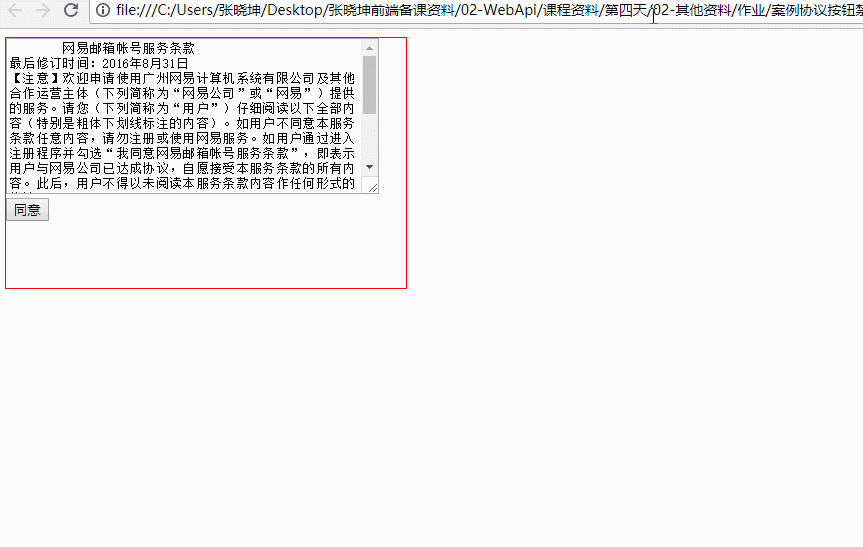 file:///C:/Users/张晓坤/Desktop/张晓坤前端备课资料/02-WebApi/课程资料/第四天/02-其他资料/作业/案例协议按钮
网易邮箱帐号服务条款
最后修订时间：2016年8月31日
【注意】欢迎申请使用广州网易计算机系统有限公司及其他
合作运营主体（下列简称为“网易公司”或“网易”）提供
的服务。请您（下列简称为“用户”）仔细阅读以下全部内
容（特别是粗体下划线标注的内容）。如用户不同意本服务
条款任意内容，请勿注册或使用网易服务。如用户通过进入
注册程序并勾选“我同意网易邮箱帐号服务条款”，即表示
用户与网易公司已达成协议，自愿接受本服务条款的所有内
容。此后，用户不得以未阅读本服务条款内容作任何形式的
同意